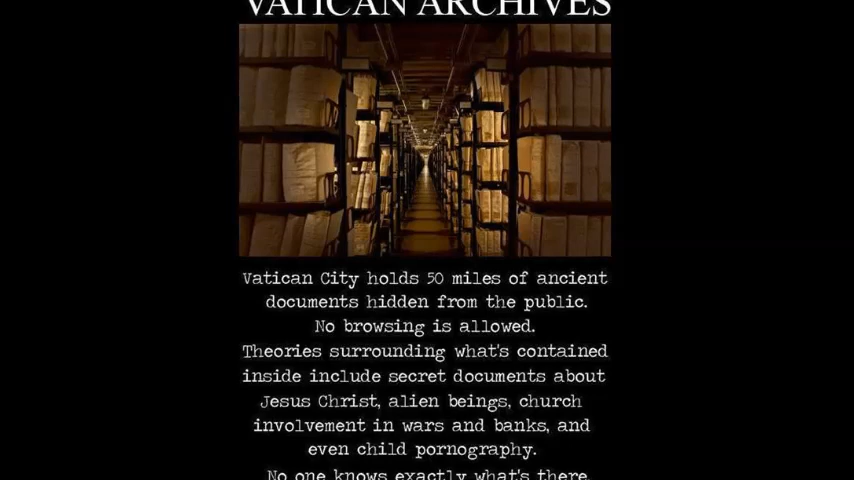 VATICAN ARCHIVES
Vatican City holds 50 miles of ancient
documents hidden from the public.
No browsing is allowed.
Theories surrounding what's contained
inside include secret documents about
Jesus Christ, alien beings, church
involvement in wars and banks, and
even child pornography.
No one knows exactly what's there.